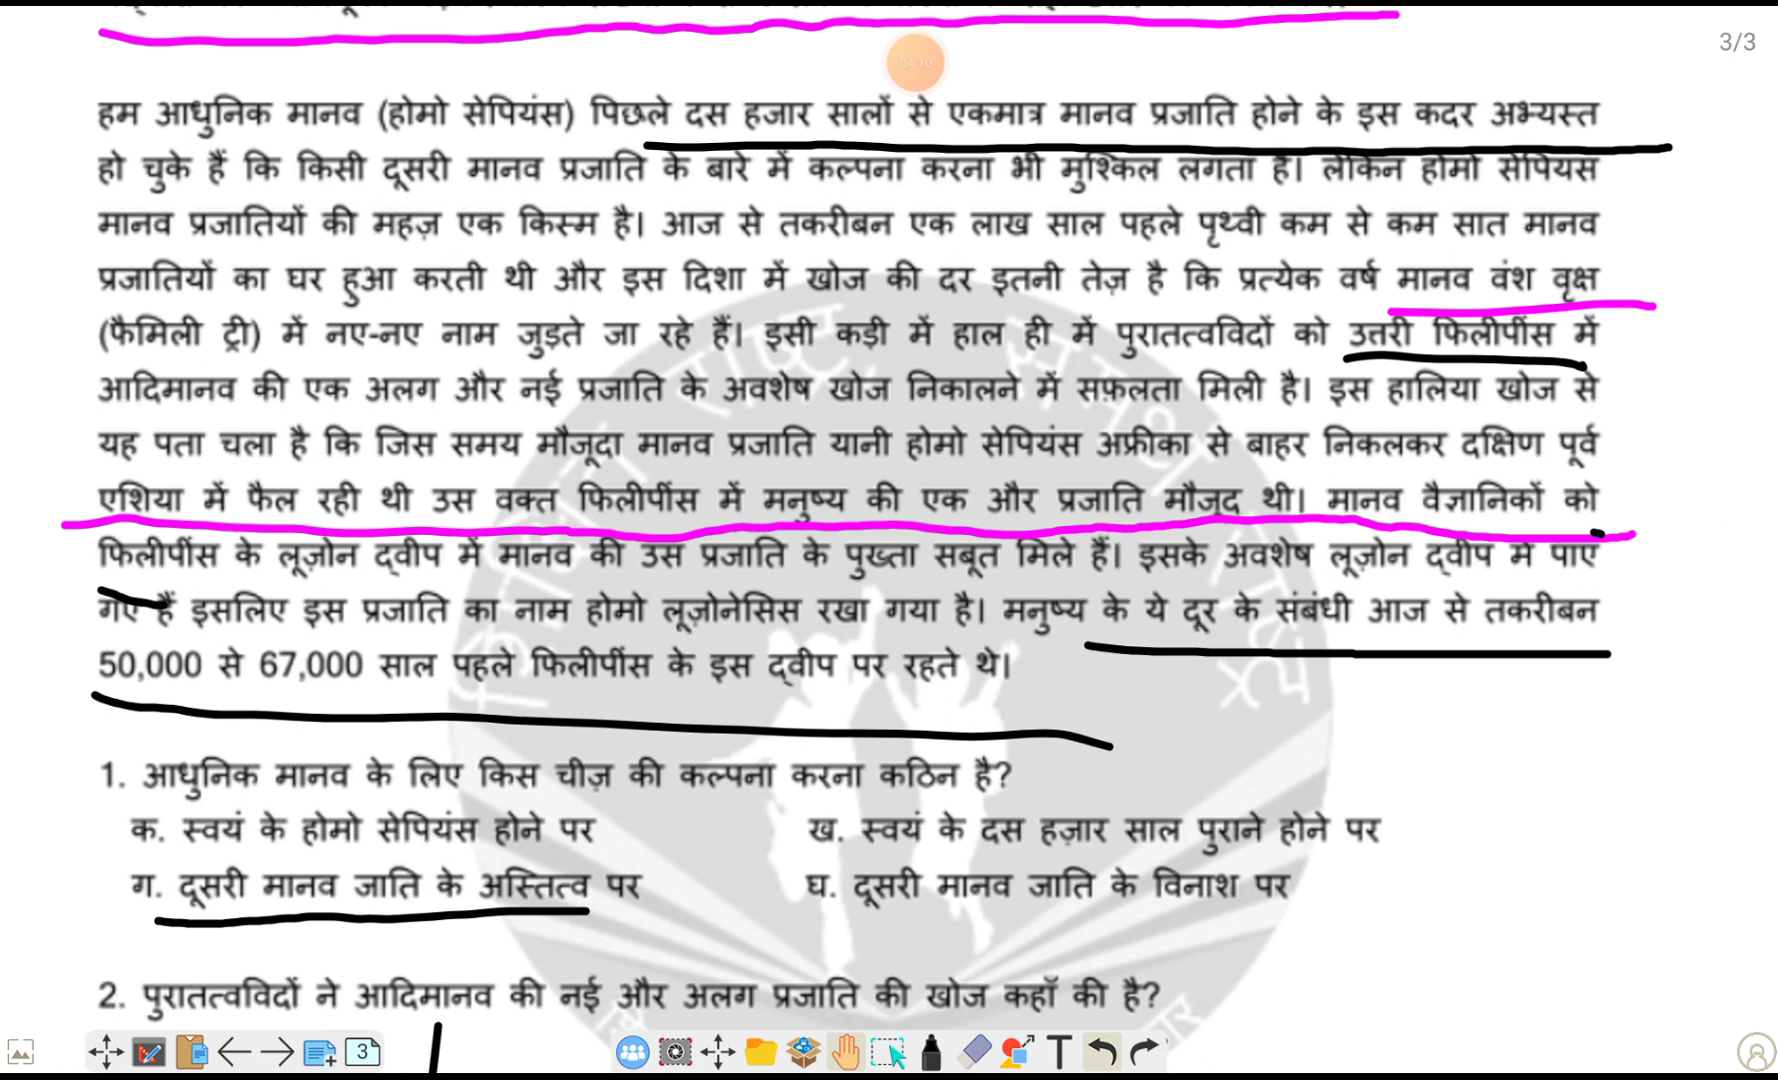 3/3
04:10
हम आधुनिक मानव (होमो सेपियंस) पिछले दस हजार सालों से एकमात्र मानव प्रजाति होने के इस कदर अभ्यस्त
हो चुके हैं कि किसी दूसरी मानव प्रजाति के बारे में कल्पना करना भी मुश्किल लगता है। लेकिन होमो सेपियंस
मानव प्रजातियों की महज़ एक किस्म है। आज से तकरीबन एक लाख साल पहले पृथ्वी कम से कम सात मानव
प्रजातियों का घर हुआ करती थी और इस दिशा में खोज की दर इतनी तेज़ है कि प्रत्येक वर्ष मानव वंश वृक्ष
(फैमिली ट्री) में नए-नए नाम जुड़ते जा रहे हैं। इसी कड़ी में हाल ही में पुरातत्वविदों को उत्तरी फिलीपींस में
आदिमानव की एक अलग और नई प्रजाति के अवशेष खोज निकालने में सफ़लता मिली है। इस हालिया खोज से
यह पता चला है कि जिस समय मौजूदा मानव प्रजाति यानी होमो सेपियंस अफ्रीका से बाहर निकलकर दक्षिण पूर्व
एशिया में फैल रही थी उस वक्त फिलीपींस में मनुष्य की एक और प्रजाति मौजूद थी। मानव वैज्ञानिकों को
फिलीपींस के लूज़ोन द्वीप में मानव की उस प्रजाति के पुख्ता सबूत मिले हैं। इसके अवशेष लूज़ोन द्वीप में पाए
गए हैं इसलिए इस प्रजाति का नाम होमो लूज़ोनेसिस रखा गया है। मनुष्य के ये दूर के संबंधी आज से तकरीबन
50,000 से 67,000 साल पहले फिलीपींस के इस द्वीप पर रहते थे।
1. आधुनिक मानव के लिए किस चीज़ की कल्पना करना कठिन है?
क. स्वयं के होमो सेपियंस होने पर ख. स्वयं के दस हज़ार साल पुराने होने पर
ग. दूसरी मानव जाति के अस्तित्व पर घ. दूसरी मानव जाति के विनाश पर
2. पुरातत्वविदों ने आदिमानव की नई और अलग प्रजाति की खोज कहाँ की है?
3
T